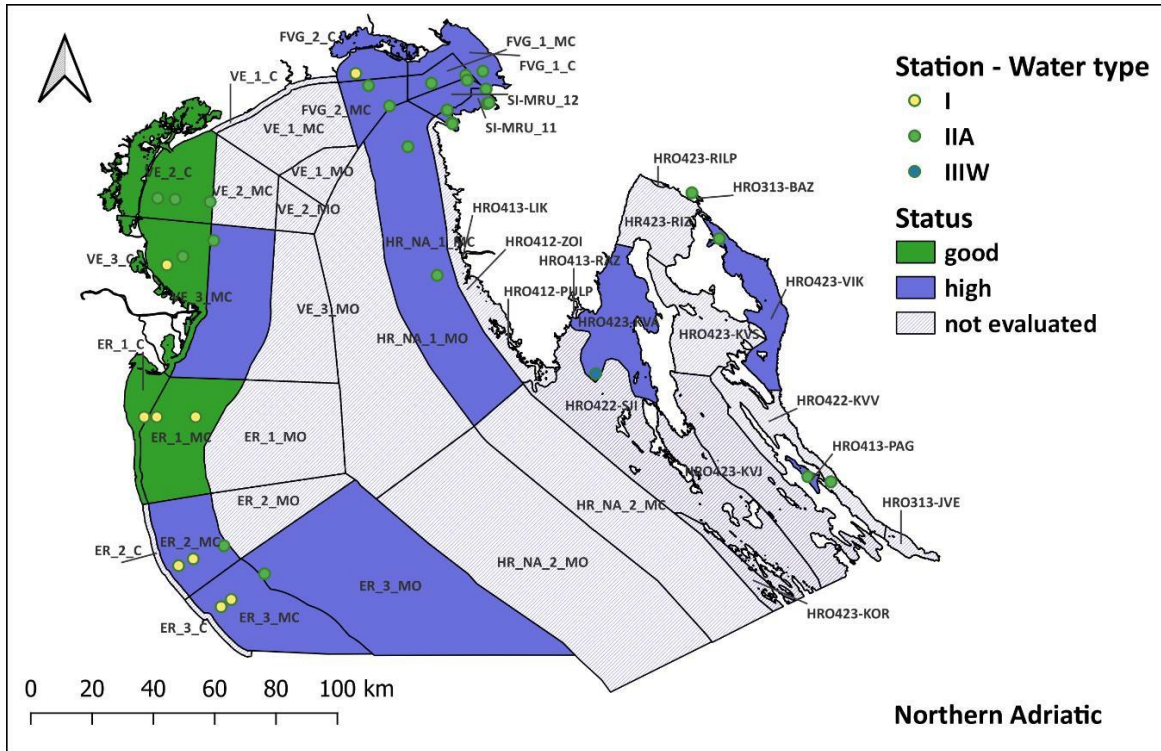 FVG_2_C
FVG_1_MC
FVG_1_C
VE_1_C
SI-MRU_12
FVG_2_MC
SI-MRU_11
VE_1_MC
VE_1_MO
VE_2_C
VE_2_MC
VE_2_MO
HRO423-RILP
HRO313-BAZ
HR423-RIZ
HRO413-LIK
HR_NA_1_MC
HRO412-ZOI
HRO413-RAZ
VE_3_C
VE_3_MC
VE_3_MO
HRO412-PULP
HRO423-KVA
HRO423-VIK
HRO423-KVS
HR_NA_1_MO
ER_1_C
HRO422-SJI
HRO422-KVV
ER_1_MC
ER_1_MO
HRO413-PAG
HRO423-KVJ
ER_2_MO
HR_NA_2_MC
HRO313-JVE
ER_2_C
ER_2_MC
ER_3_MO
HR_NA_2_MO
HRO423-KOR
ER_3_C
ER_3_MC
Station - Water type
I
IIA
IIIW
Status
good
high
not evaluated
0 20 40 60 80 100 km
Northern Adriatic